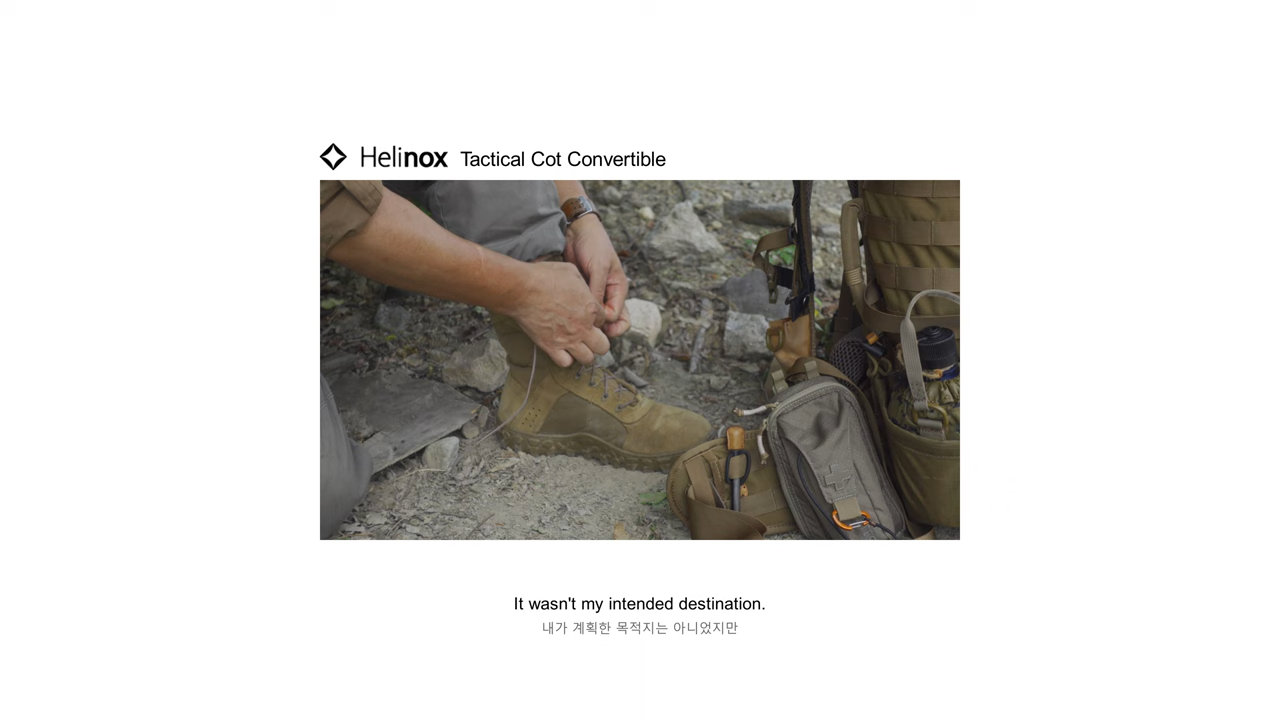 Helinox Tactical Cot Convertible
It wasn't my intended destination.
내가 계획한 목적지는 아니었지만